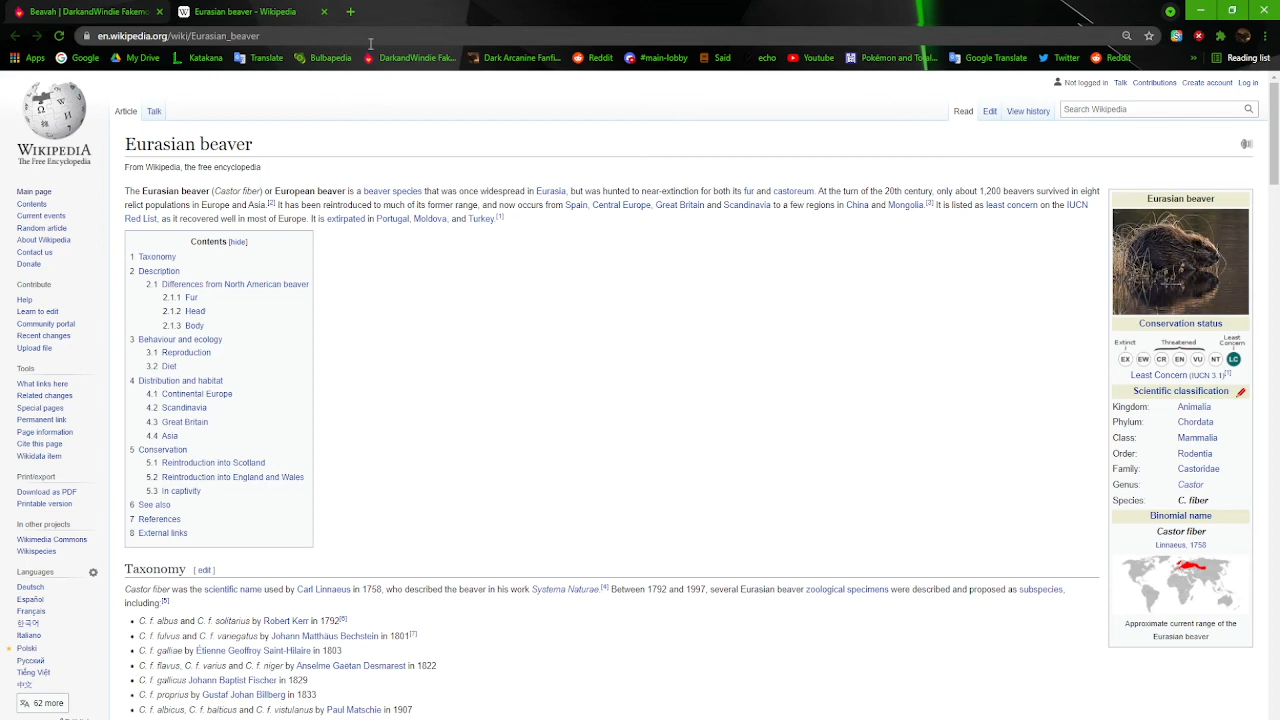 Beavah | DarkandWindie Fakemo
Eurasian beaver - Wikipedia
en.wikipedia.org/wiki/Eurasian_beaver
Apps Google My Drive Katakana Translate Bulbapedia DarkandWindie Fak... Dark Arcanine Fanfi... Reddit #main-lobby Said echo YouTube Pokémon and Total... Google Translate Twitter Reddit » Reading list
Not logged in Talk Contributions Create account Log in
Article Talk Read Edit View history Search Wikipedia
WIKIPEDIA
The Free Encyclopedia
Main page
Contents
Current events
Random article
About Wikipedia
Contact us
Donate
Contribute
Help
Learn to edit
Community portal
Recent changes
Upload file
Tools
What links here
Related changes
Special pages
Permanent link
Page information
Cite this page
Wikidata item
Print/export
Download as PDF
Printable version
In other projects
Wikimedia Commons
Wikispecies
Languages
Deutsch
Español
Français
한국어
Italiano
Polski
Русский
Tiếng Việt
中文
62 more
Eurasian beaver
From Wikipedia, the free encyclopedia
The Eurasian beaver (Castor fiber) or European beaver is a beaver species that was once widespread in Eurasia, but was hunted to near-extinction for both its fur and castoreum. At the turn of the 20th century, only about 1,200 beavers survived in eight
relict populations in Europe and Asia.[2] It has been reintroduced to much of its former range, and now occurs from Spain, Central Europe, Great Britain and Scandinavia to a few regions in China and Mongolia.[3] It is listed as least concern on the IUCN
Red List, as it recovered well in most of Europe. It is extirpated in Portugal, Moldova, and Turkey.[1]
Contents [hide]
1 Taxonomy
2 Description
2.1 Differences from North American beaver
2.1.1 Fur
2.1.2 Head
2.1.3 Body
3 Behaviour and ecology
3.1 Reproduction
3.2 Diet
4 Distribution and habitat
4.1 Continental Europe
4.2 Scandinavia
4.3 Great Britain
4.4 Asia
5 Conservation
5.1 Reintroduction into Scotland
5.2 Reintroduction into England and Wales
5.3 In captivity
6 See also
7 References
8 External links
Taxonomy [ edit ]
Castor fiber was the scientific name used by Carl Linnaeus in 1758, who described the beaver in his work Systema Naturae.[4] Between 1792 and 1997, several Eurasian beaver zoological specimens were described and proposed as subspecies,
including:[5]
• C. f. albus and C. f. solitarius by Robert Kerr in 1792[6]
• C. f. fulvus and C. f. variegatus by Johann Matthäus Bechstein in 1801[7]
• C. f. galliae by Étienne Geoffroy Saint-Hilaire in 1803
• C. f. flavus, C. f. varius and C. f. niger by Anselme Gaëtan Desmarest in 1822
• C. f. gallicus Johann Baptist Fischer in 1829
• C. f. proprius by Gustaf Johan Billberg in 1833
• C. f. albicus, C. f. balticus and C. f. vistulanus by Paul Matschie in 1907
Eurasian beaver
Conservation status
Extinct Threatened Least Concern
EX EW CR EN VU NT LC
Least Concern (IUCN 3.1)[1]
Scientific classification
Kingdom: Animalia
Phylum: Chordata
Class: Mammalia
Order: Rodentia
Family: Castoridae
Genus: Castor
Species: C. fiber
Binomial name
Castor fiber
Linnaeus, 1758
Approximate current range of the
Eurasian beaver